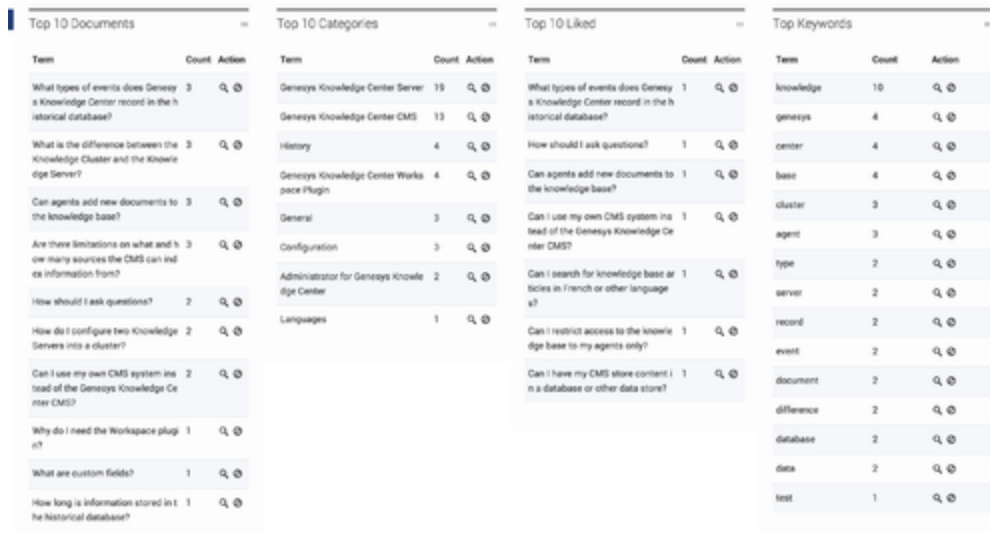 Top 10 Documents
Term Count Action
What types of events does Genesy 3
s Knowledge Center record in the h
istorical database?
What is the difference between the 3
Knowledge Cluster and the Knowle
dge Server?
Can agents add new documents to 3
the knowledge base?
Are there limitations on what and h 3
ow many sources the CMS can ind
ex information from?
How should I ask questions? 2
How do I configure two Knowledge 2
Servers into a cluster?
Can I use my own CMS system ins 2
tead of the Genesys Knowledge Ce
nter CMS?
Why do I need the Workspace plugi 1
n?
What are custom fields? 1
How long is information stored in t 1
he historical database?
Top 10 Categories
Term Count Action
Genesys Knowledge Center Server 19
Genesys Knowledge Center CMS 13
History 4
Genesys Knowledge Center Works 4
pace Plugin
General 3
Configuration 3
Administrator for Genesys Knowle 2
dge Center
Languages 1
Top 10 Liked
Term Count Action
What types of events does Genesy 1
s Knowledge Center record in the h
istorical database?
How should I ask questions? 1
Can agents add new documents to 1
the knowledge base?
Can I use my own CMS system ins 1
tead of the Genesys Knowledge Ce
nter CMS?
Can I search for knowledge base ar 1
ticles in French or other language
s?
Can I restrict access to the knowle 1
dge base to my agents only?
Can I have my CMS store content i 1
n a database or other data store?
Top Keywords
Term Count Action
knowledge 10
genesys 4
center 4
base 4
cluster 3
agent 3
type 2
server 2
record 2
event 2
document 2
difference 2
database 2
data 2
test 1